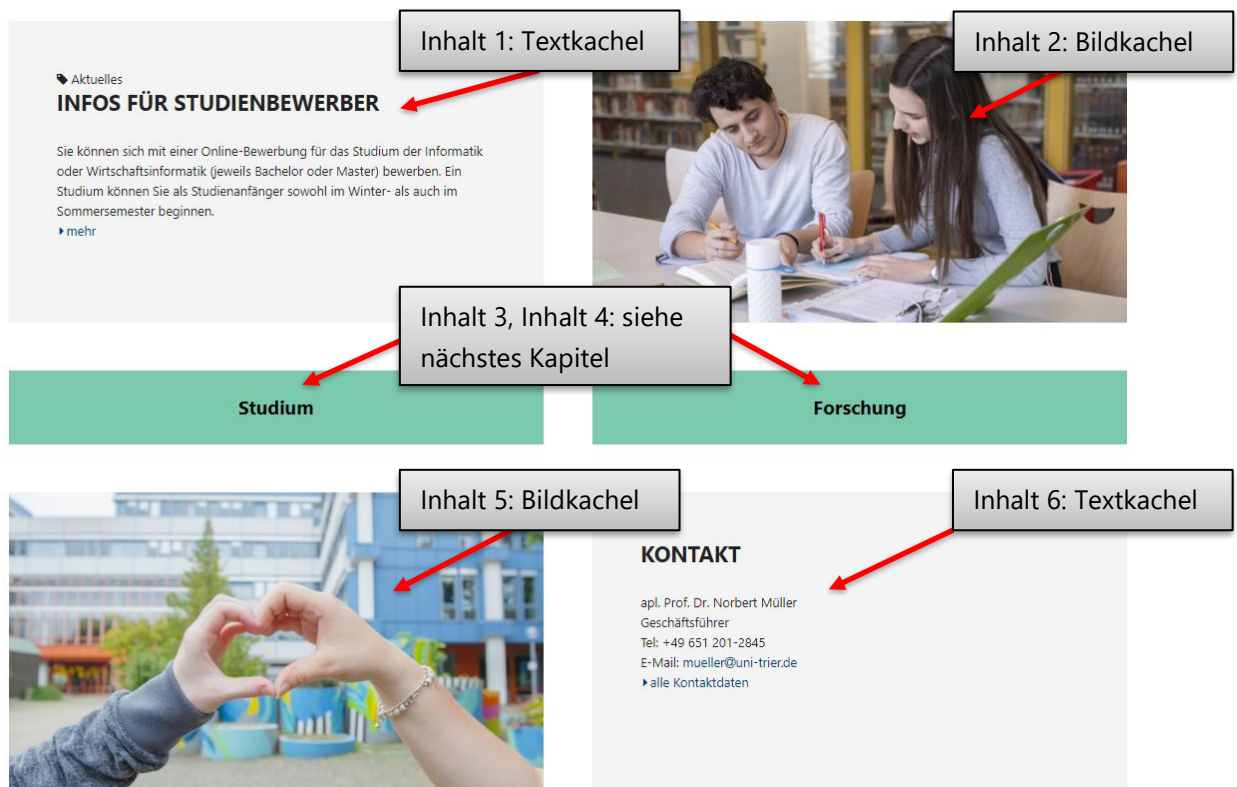 Inhalt 1: Textkachel
Inhalt 2: Bildkachel
Aktuelles
INFOS FÜR STUDIENBEWERBER
Sie können sich mit einer Online-Bewerbung für das Studium der Informatik
oder Wirtschaftsinformatik (jeweils Bachelor oder Master) bewerben. Ein
Studium können Sie als Studienanfänger sowohl im Winter- als auch im
Sommersemester beginnen.
mehr
Inhalt 3, Inhalt 4: siehe
nächstes Kapitel
Studium
Forschung
Inhalt 5: Bildkachel
Inhalt 6: Textkachel
KONTAKT
apl. Prof. Dr. Norbert Müller
Geschäftsführer
Tel: +49 651 201-2845
E-Mail: mueller@uni-trier.de
alle Kontaktdaten